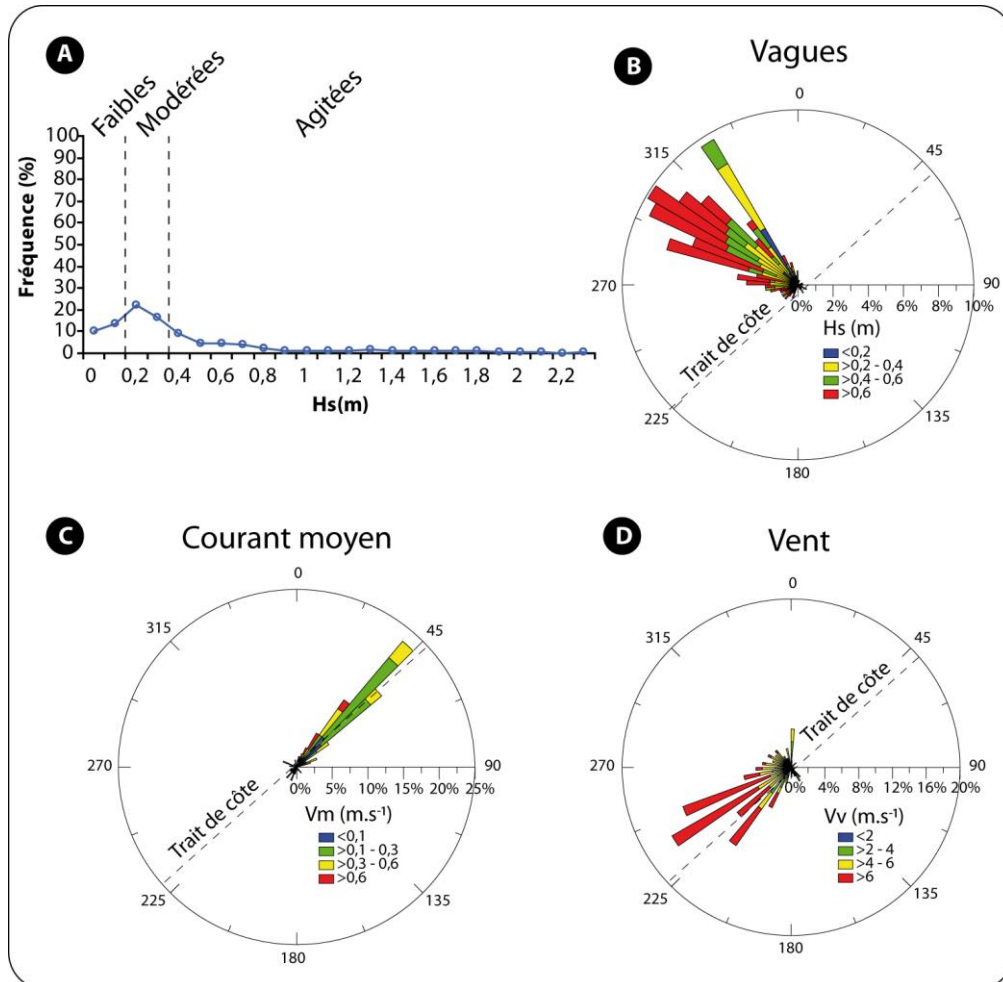 A
Faibles
Modérées
Agitées
Fréquence (%)
100
90
80
70
60
50
40
30
20
10
0
0 0,2 0,4 0,6 0,8 1 1,2 1,4 1,6 1,8 2 2,2
Hs(m)
B
Vagues
0
45
90
135
180
225
270
315
0% 2% 4% 6% 8% 10%
Trait de côte
Hs (m)
<0,2
>0,2 - 0,4
>0,4 - 0,6
>0,6
C
Courant moyen
0
45
90
135
180
225
270
315
0% 5% 10% 15% 20% 25%
Trait de côte
Vm (m.s⁻¹)
<0,1
>0,1 - 0,3
>0,3 - 0,6
>0,6
D
Vent
0
45
90
135
180
225
270
315
0% 4% 8% 12% 16% 20%
Trait de côte
Vv (m.s⁻¹)
<2
>2 - 4
>4 - 6
>6